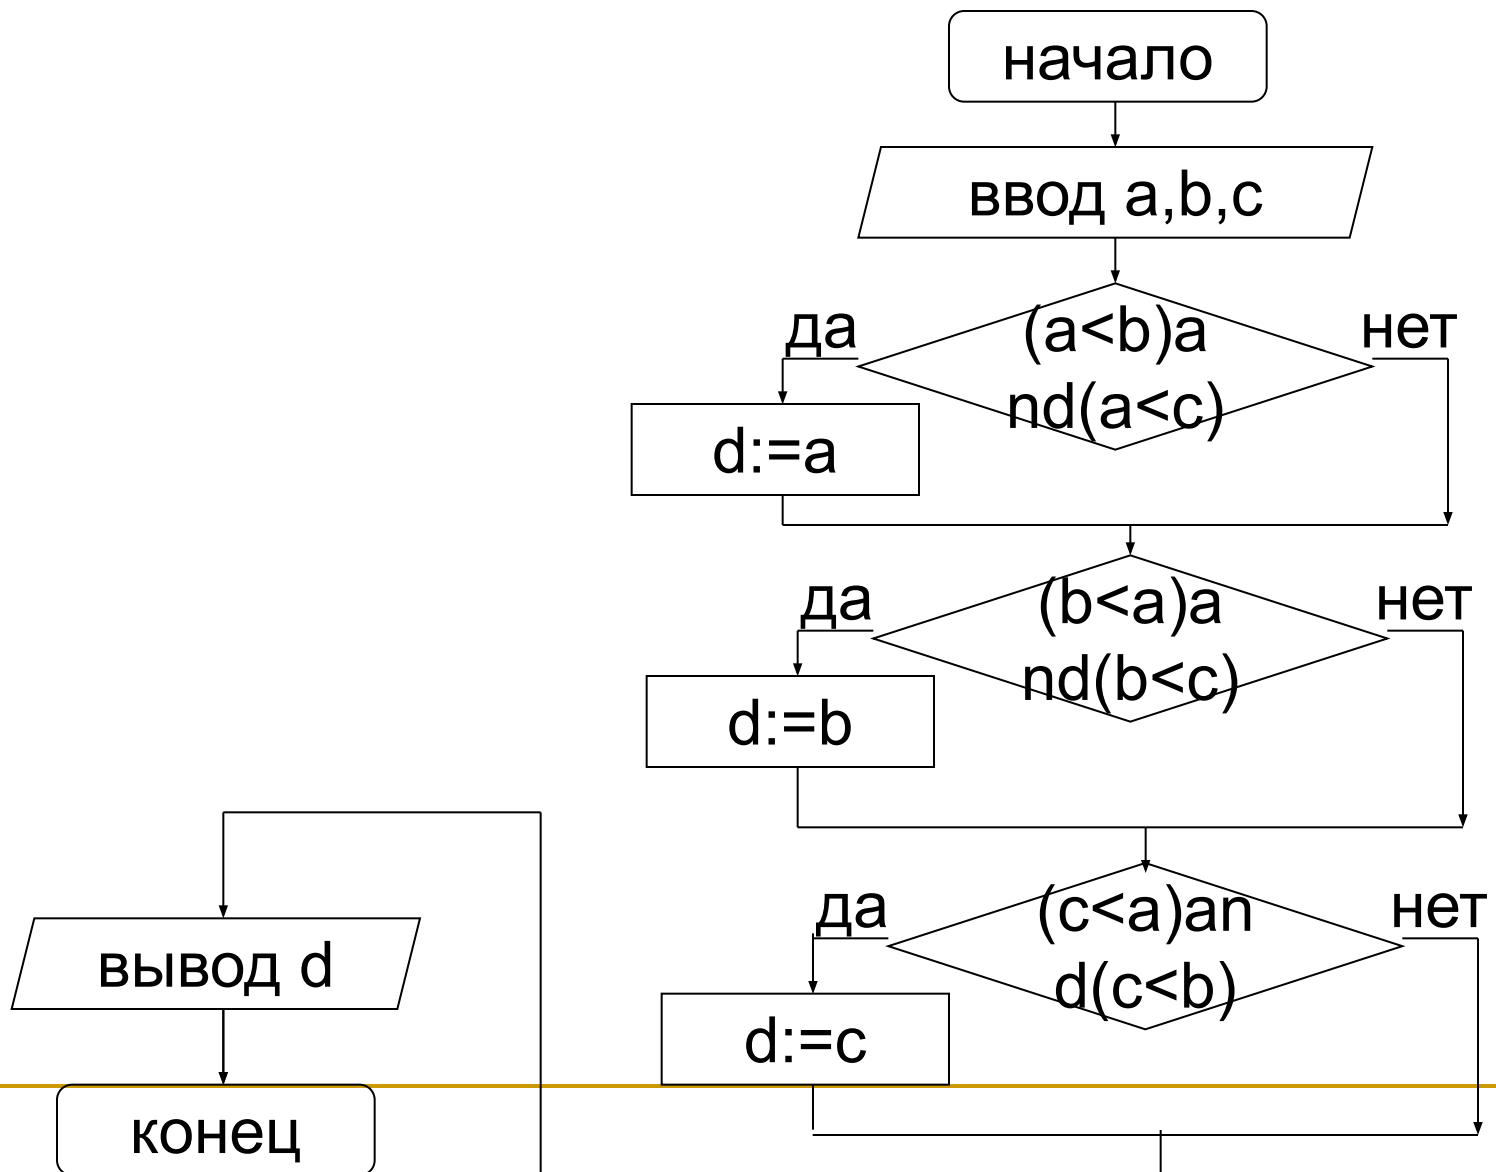 начало
ввод a,b,c
да
(a<b)a
nd(a<c)
нет
d:=a
да
(b<a)a
nd(b<c)
нет
d:=b
да
(c<a)an
d(c<b)
нет
d:=c
вывод d
конец